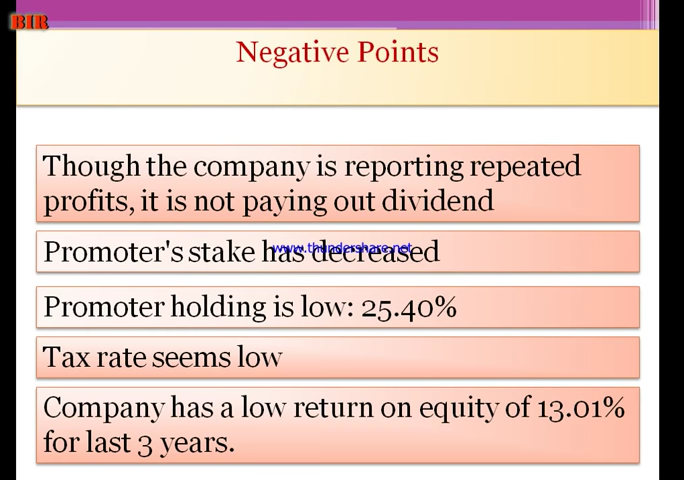 BIR
Negative Points
Though the company is reporting repeated
profits, it is not paying out dividend
Promoter's stake has decreased
www.thundershare.net
Promoter holding is low: 25.40%
Tax rate seems low
Company has a low return on equity of 13.01%
for last 3 years.